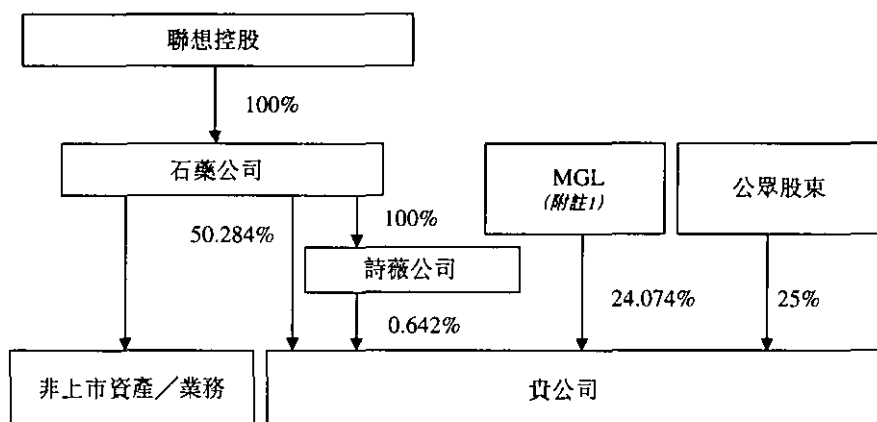 聯想控股
100%
石藥公司
MGL
(附註1)
公眾股東
50.284%
100%
詩薇公司
24.074%
25%
0.642%
非上市資產／業務
貴公司